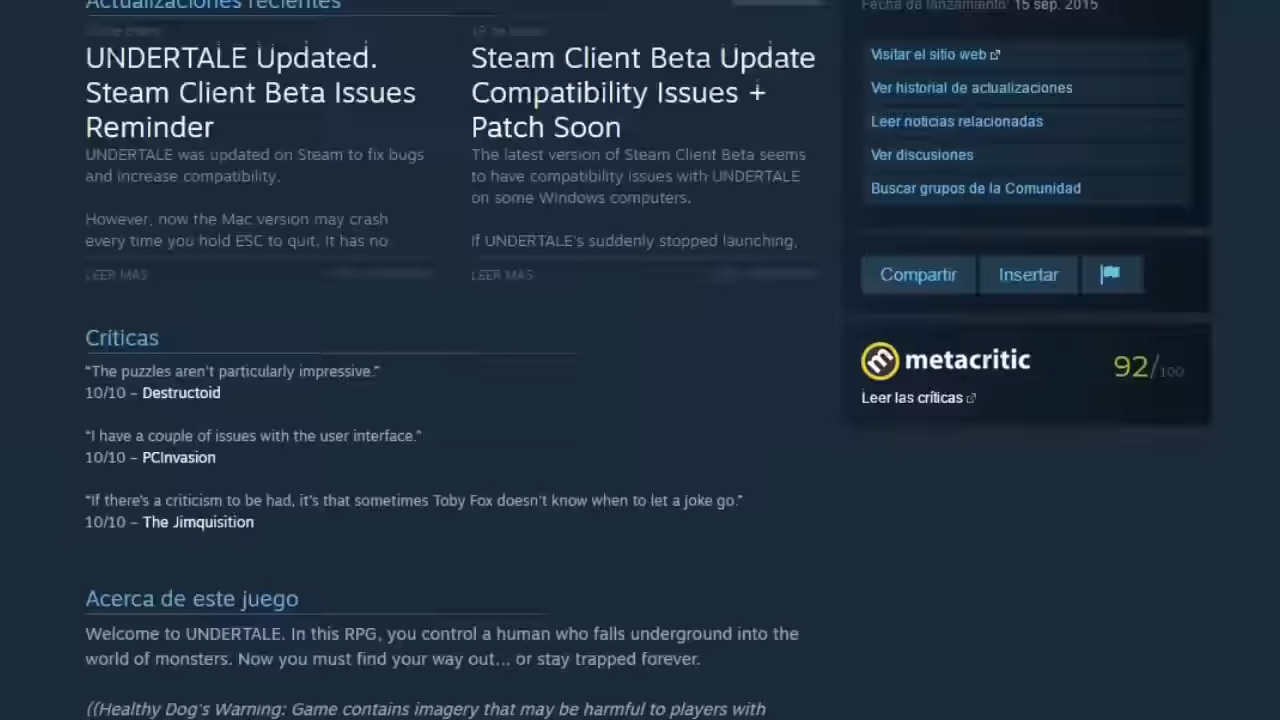 Actualizaciones recientes
UNDERTALE Updated.
Steam Client Beta Issues
Reminder
UNDERTALE was updated on Steam to fix bugs
and increase compatibility.
However, now the Mac version may crash
every time you hold ESC to quit. It has no
LEER MÁS
Steam Client Beta Update
Compatibility Issues +
Patch Soon
The latest version of Steam Client Beta seems
to have compatibility issues with UNDERTALE
on some Windows computers.
If UNDERTALE's suddenly stopped launching,
LEER MÁS
Críticas
“The puzzles aren't particularly impressive.”
10/10 – Destructoid
“I have a couple of issues with the user interface.”
10/10 – PCInvasion
“If there's a criticism to be had, it's that sometimes Toby Fox doesn't know when to let a joke go.”
10/10 – The Jimquisition
Acerca de este juego
Welcome to UNDERTALE. In this RPG, you control a human who falls underground into the
world of monsters. Now you must find your way out... or stay trapped forever.
((Healthy Dog's Warning: Game contains imagery that may be harmful to players with
Fecha de lanzamiento: 15 sep. 2015
Visitar el sitio web
Ver historial de actualizaciones
Leer noticias relacionadas
Ver discusiones
Buscar grupos de la Comunidad
Compartir Insertar
metacritic 92/100
Leer las críticas